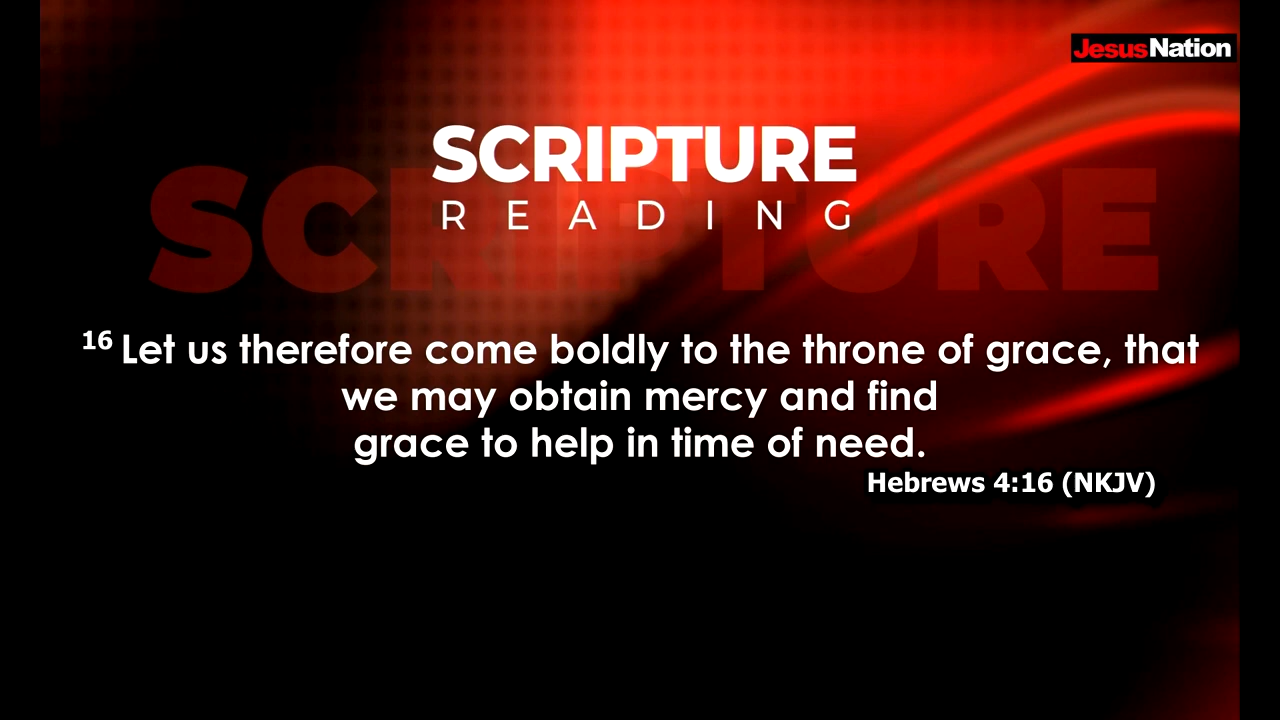 JesusNation
SCRIPTURE
READING
SCRIPTURE
16 Let us therefore come boldly to the throne of grace, that
we may obtain mercy and find
grace to help in time of need.
Hebrews 4:16 (NKJV)